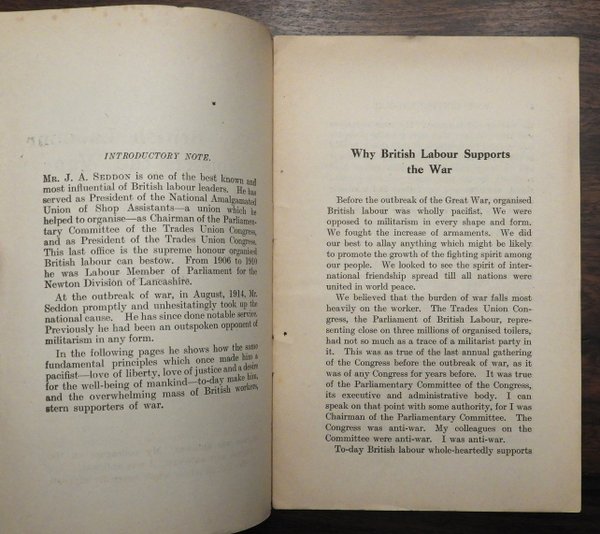 INTRODUCTORY NOTE.
MR. J. A. SEDDON is one of the best known and
most influential of British labour leaders. He has
served as President of the National Amalgamated
Union of Shop Assistants—a union which he
helped to organise—as Chairman of the Parliamen-
tary Committee of the Trades Union Congress,
and as President of the Trades Union Congress.
This last office is the supreme honour organised
British labour can bestow. From 1906 to 1910
he was Labour Member of Parliament for the
Newton Division of Lancashire.
At the outbreak of war, in August, 1914, Mr.
Seddon promptly and unhesitatingly took up the
national cause. He has since done notable service.
Previously he had been an outspoken opponent of
militarism in any form.
In the following pages he shows how the same
fundamental principles which once made him a
pacifist—love of liberty, love of justice and a desire
for the well-being of mankind—to-day make him,
and the overwhelming mass of British workers,
stern supporters of war.
Why British Labour Supports
the War
Before the outbreak of the Great War, organised
British labour was wholly pacifist. We were
opposed to militarism in every shape and form.
We fought the increase of armaments. We did
our best to allay anything which might be likely
to promote the growth of the fighting spirit among
our people. We looked to see the spirit of inter-
national friendship spread till all nations were
united in world peace.
We believed that the burden of war falls most
heavily on the worker. The Trades Union Con-
gress, the Parliament of British Labour, repre-
senting close on three millions of organised toilers,
had not so much as a trace of a militarist party in
it. This was as true of the last annual gathering
of the Congress before the outbreak of war, as it
was of any Congress for years before. It was true
of the Parliamentary Committee of the Congress,
its executive and administrative body. I can
speak on that point with some authority, for I was
Chairman of the Parliamentary Committee. The
Congress was anti-war. My colleagues on the
Committee were anti-war. I was anti-war.
To-day British labour whole-heartedly supports